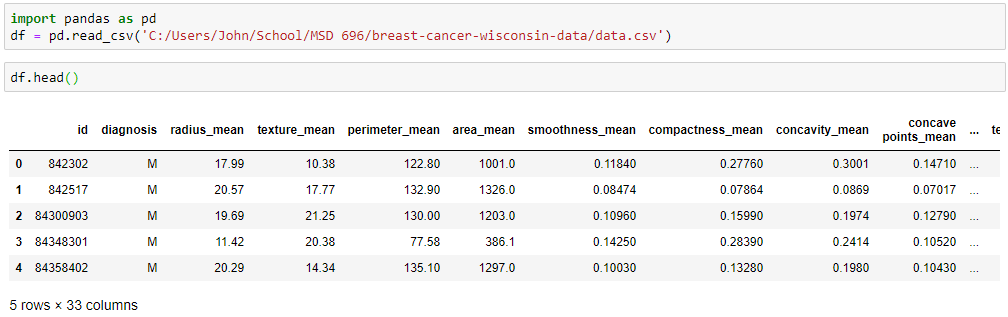 import pandas as pd
df = pd.read_csv('C:/Users/John/School/MSD 696/breast-cancer-wisconsin-data/data.csv')
df.head()
id diagnosis radius_mean texture_mean perimeter_mean area_mean smoothness_mean compactness_mean concavity_mean concave points_mean ... te
0 842302 M 17.99 10.38 122.80 1001.0 0.11840 0.27760 0.3001 0.14710 ...
1 842517 M 20.57 17.77 132.90 1326.0 0.08474 0.07864 0.0869 0.07017 ...
2 84300903 M 19.69 21.25 130.00 1203.0 0.10960 0.15990 0.1974 0.12790 ...
3 84348301 M 11.42 20.38 77.58 386.1 0.14250 0.28390 0.2414 0.10520 ...
4 84358402 M 20.29 14.34 135.10 1297.0 0.10030 0.13280 0.1980 0.10430 ...
5 rows × 33 columns